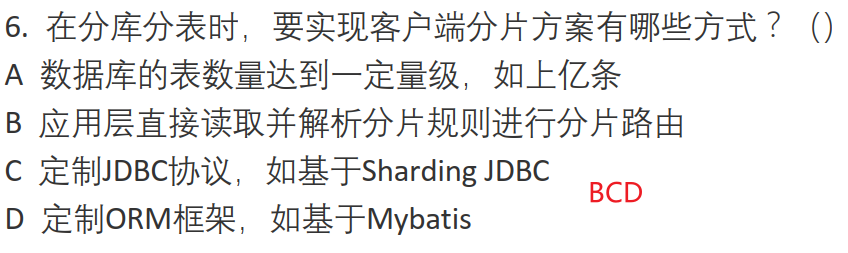 6. 在分库分表时，要实现客户端分片方案有哪些方式？（）
A 数据库的表数量达到一定量级，如上亿条
B 应用层直接读取并解析分片规则进行分片路由
C 定制JDBC协议，如基于Sharding JDBC
BCD
D 定制ORM框架，如基于Mybatis